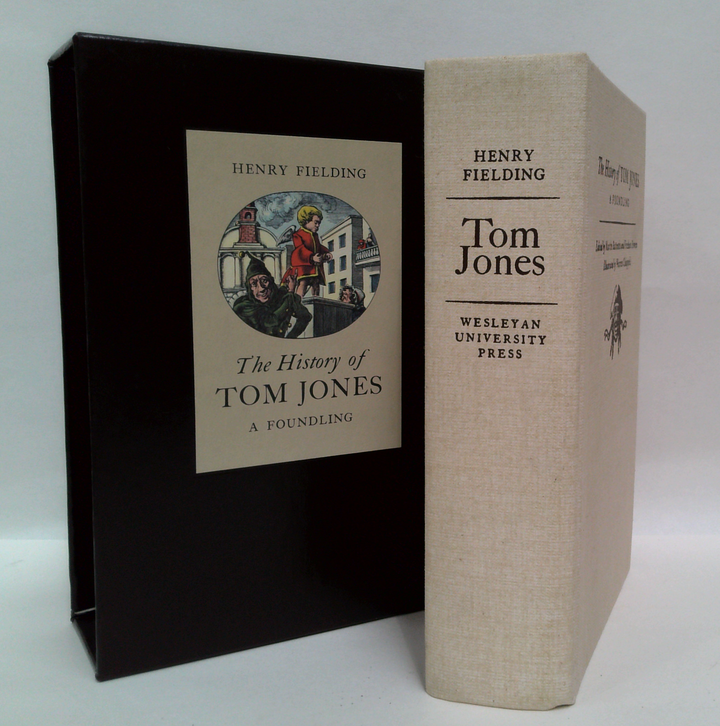 HENRY FIELDING
The History of
TOM JONES
A FOUNDLING
HENRY
FIELDING
Tom
Jones
WESLEYAN
UNIVERSITY
PRESS
The History of TOM JONES
A FOUNDLING